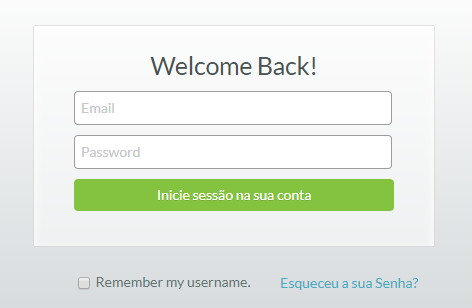 Welcome Back!
Email
Password
Inicie sessão na sua conta
Remember my username. Esqueceu a sua Senha?